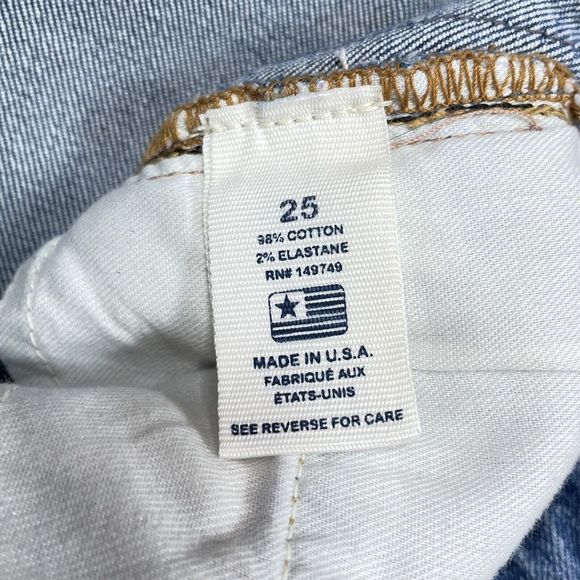 25
98% COTTON
2% ELASTANE
RN# 149749
MADE IN U.S.A.
FABRIQUÉ AUX
ÉTATS-UNIS
SEE REVERSE FOR CARE